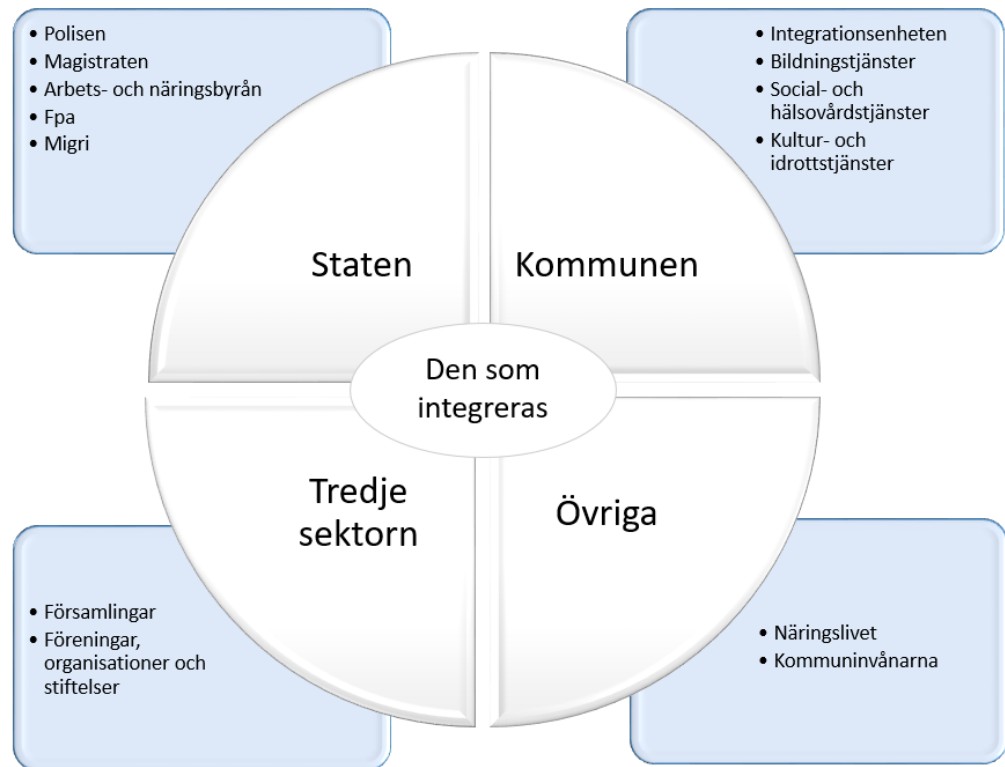 • Polisen
• Magistraten
• Arbets- och näringsbyrån
• Fpa
• Migri
• Integrationsenheten
• Bildningstjänster
• Social- och
hälsovårdstjänster
• Kultur- och
idrottstjänster
Staten
Kommunen
Den som
integreras
Tredje
sektorn
Övriga
• Församlingar
• Föreningar,
organisationer och
stiftelser
• Näringslivet
• Kommuninvånarna